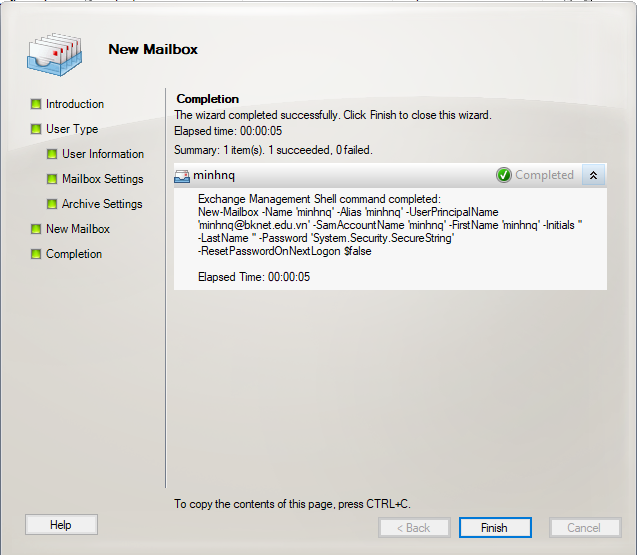 New Mailbox
Introduction
User Type
User Information
Mailbox Settings
Archive Settings
New Mailbox
Completion
Completion
The wizard completed successfully. Click Finish to close this wizard.
Elapsed time: 00:00:05
Summary: 1 item(s). 1 succeeded, 0 failed.
minhnq
Completed
Exchange Management Shell command completed:
New-Mailbox -Name 'minhnq' -Alias 'minhnq' -UserPrincipalName
'minhnq@bknet.edu.vn' -SamAccountName 'minhnq' -FirstName 'minhnq' -Initials ''
-LastName '' -Password 'System.Security.SecureString'
-ResetPasswordOnNextLogon $false
Elapsed Time: 00:00:05
To copy the contents of this page, press CTRL+C.
Help
< Back
Finish
Cancel